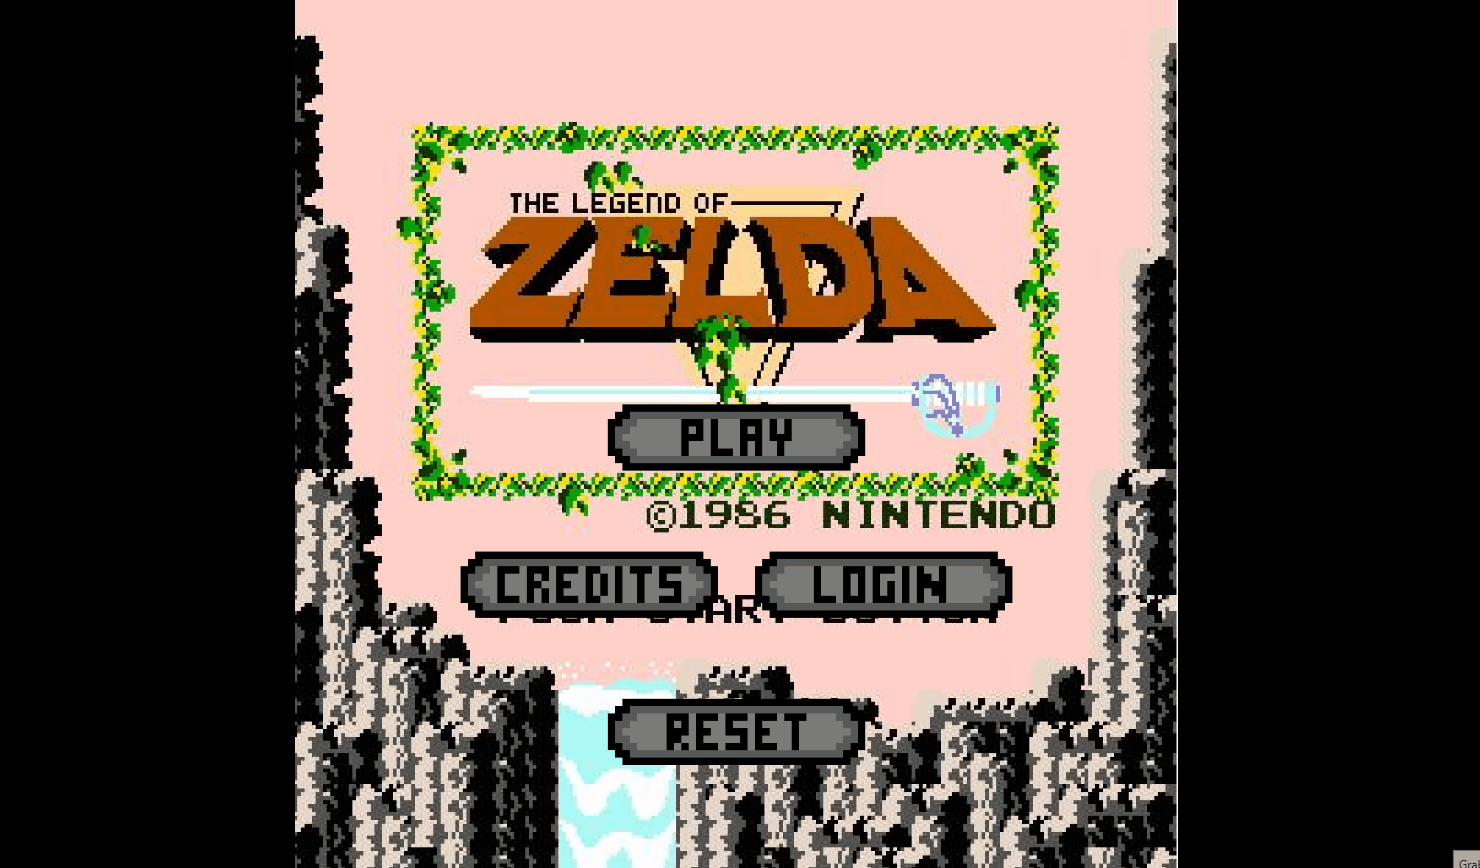 THE LEGEND OF
ZELDA
PLAY
©1986 NINTENDO
CREDITS
LOGIN
RESET